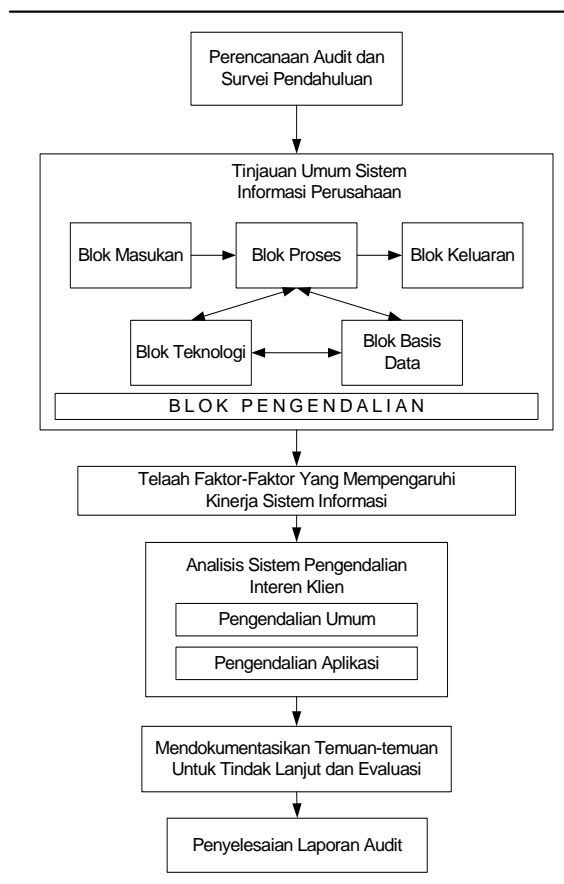 Perencanaan Audit dan
Survei Pendahuluan
Tinjauan Umum Sistem
Informasi Perusahaan
Blok Masukan
Blok Proses
Blok Keluaran
Blok Teknologi
Blok Basis
Data
BLOK PENGENDALIAN
Telaah Faktor-Faktor Yang Mempengaruhi
Kinerja Sistem Informasi
Analisis Sistem Pengendalian
Interen Klien
Pengendalian Umum
Pengendalian Aplikasi
Mendokumentasikan Temuan-temuan
Untuk Tindak Lanjut dan Evaluasi
Penyelesaian Laporan Audit